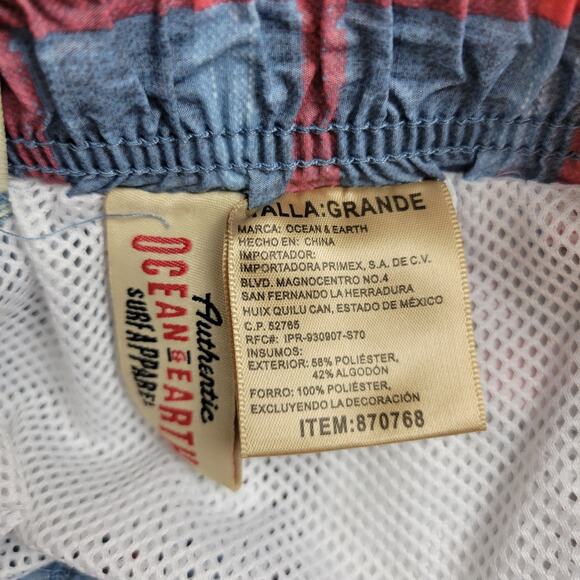 Authentic
OCEAN & EARTH
SURF APPAREL
TALLA:GRANDE
MARCA: OCEAN & EARTH
HECHO EN: CHINA
IMPORTADOR:
IMPORTADORA PRIMEX, S.A. DE C.V.
BLVD. MAGNOCENTRO NO.4
SAN FERNANDO LA HERRADURA
HUIX QUILU CAN, ESTADO DE MÉXICO
C.P. 52765
RFC#: IPR-930907-S70
INSUMOS:
EXTERIOR: 58% POLIÉSTER,
42% ALGODÓN
FORRO: 100% POLIÉSTER,
EXCLUYENDO LA DECORACIÓN
ITEM:870768